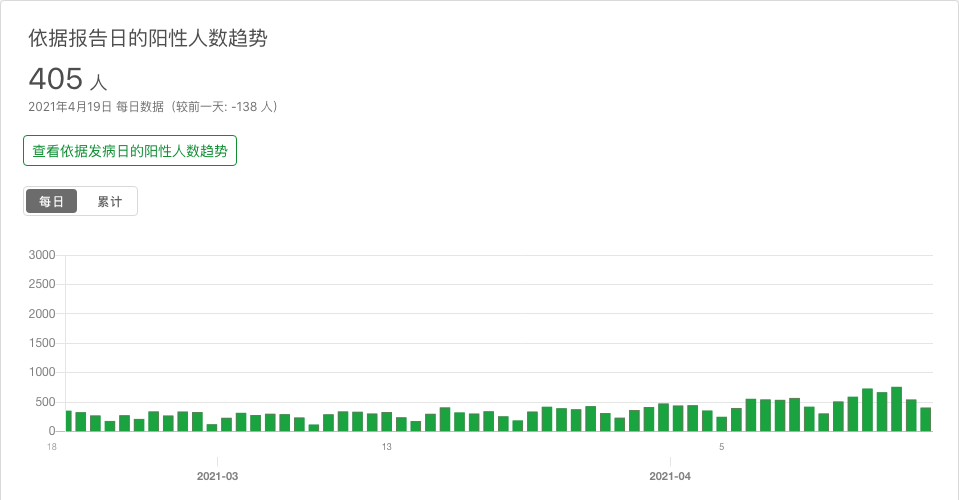 依据报告日的阳性人数趋势
405 人
2021年4月19日 每日数据（较前一天: -138 人）
查看依据发病日的阳性人数趋势
每日 累计
3000
2500
2000
1500
1000
500
0
18 13 5
2021-03 2021-04